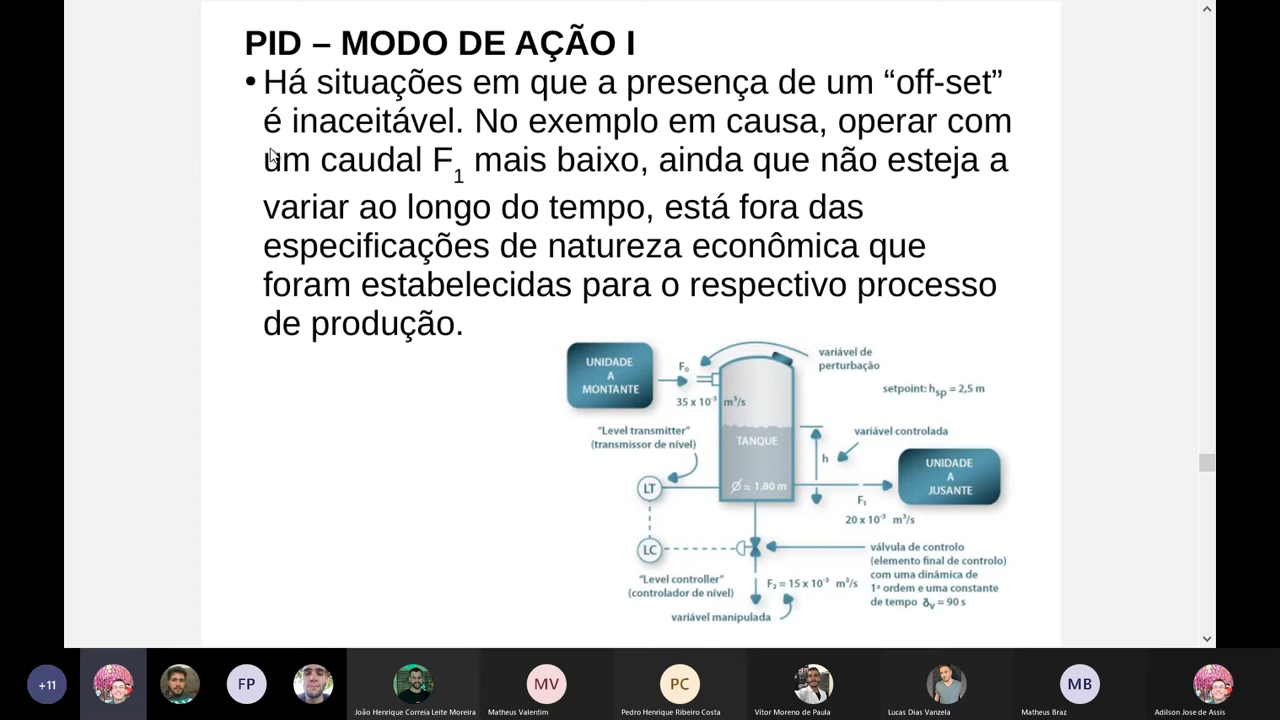 PID – MODO DE AÇÃO I
• Há situações em que a presença de um “off-set”
é inaceitável. No exemplo em causa, operar com
um caudal F1 mais baixo, ainda que não esteja a
variar ao longo do tempo, está fora das
especificações de natureza econômica que
foram estabelecidas para o respectivo processo
de produção.
UNIDADE
A
MONTANTE
F0
35 x 10-3 m3/s
variável de
perturbação
setpoint: hsp = 2,5 m
“Level transmitter”
(transmissor de nível)
TANQUE
variável controlada
h
UNIDADE
A
JUSANTE
LT
Ø ≈ 1,80 m
F1
20 x 10-3 m3/s
LC
válvula de controlo
(elemento final de controlo)
com uma dinâmica de
1ª ordem e uma constante
de tempo ðv = 90 s
“Level controller”
(controlador de nível)
F2 = 15 x 10-3 m3/s
variável manipulada
+11
FP
MV
PC
MB
João Henrique Correia Leite Moreira
Matheus Valentim
Pedro Henrique Ribeiro Costa
Vítor Moreno de Paula
Lucas Dias Vanzela
Matheus Braz
Adilson Jose de Assis